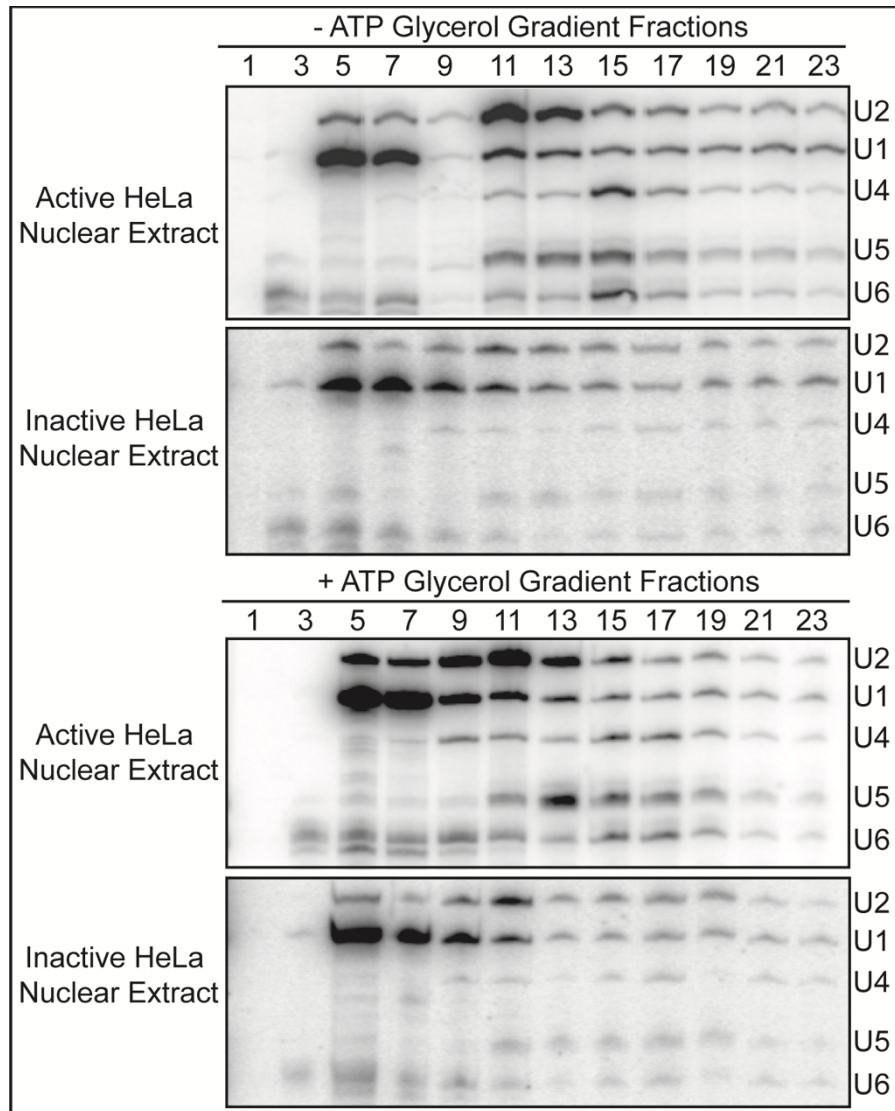 - ATP Glycerol Gradient Fractions
1 3 5 7 9 11 13 15 17 19 21 23
Active HeLa
Nuclear Extract
U2
U1
U4
U5
U6
Inactive HeLa
Nuclear Extract
U2
U1
U4
U5
U6
+ ATP Glycerol Gradient Fractions
1 3 5 7 9 11 13 15 17 19 21 23
Active HeLa
Nuclear Extract
U2
U1
U4
U5
U6
Inactive HeLa
Nuclear Extract
U2
U1
U4
U5
U6